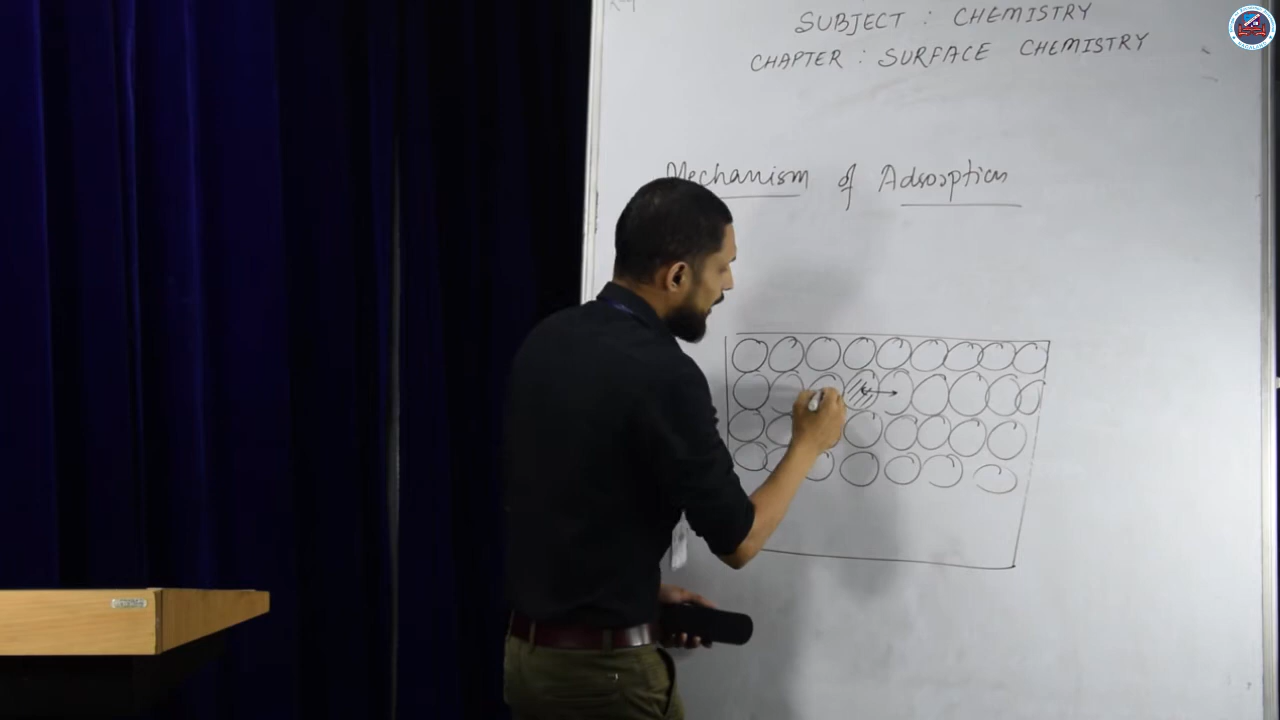 SUBJECT : CHEMISTRY
CHAPTER : SURFACE CHEMISTRY
Mechanism of Adsorption